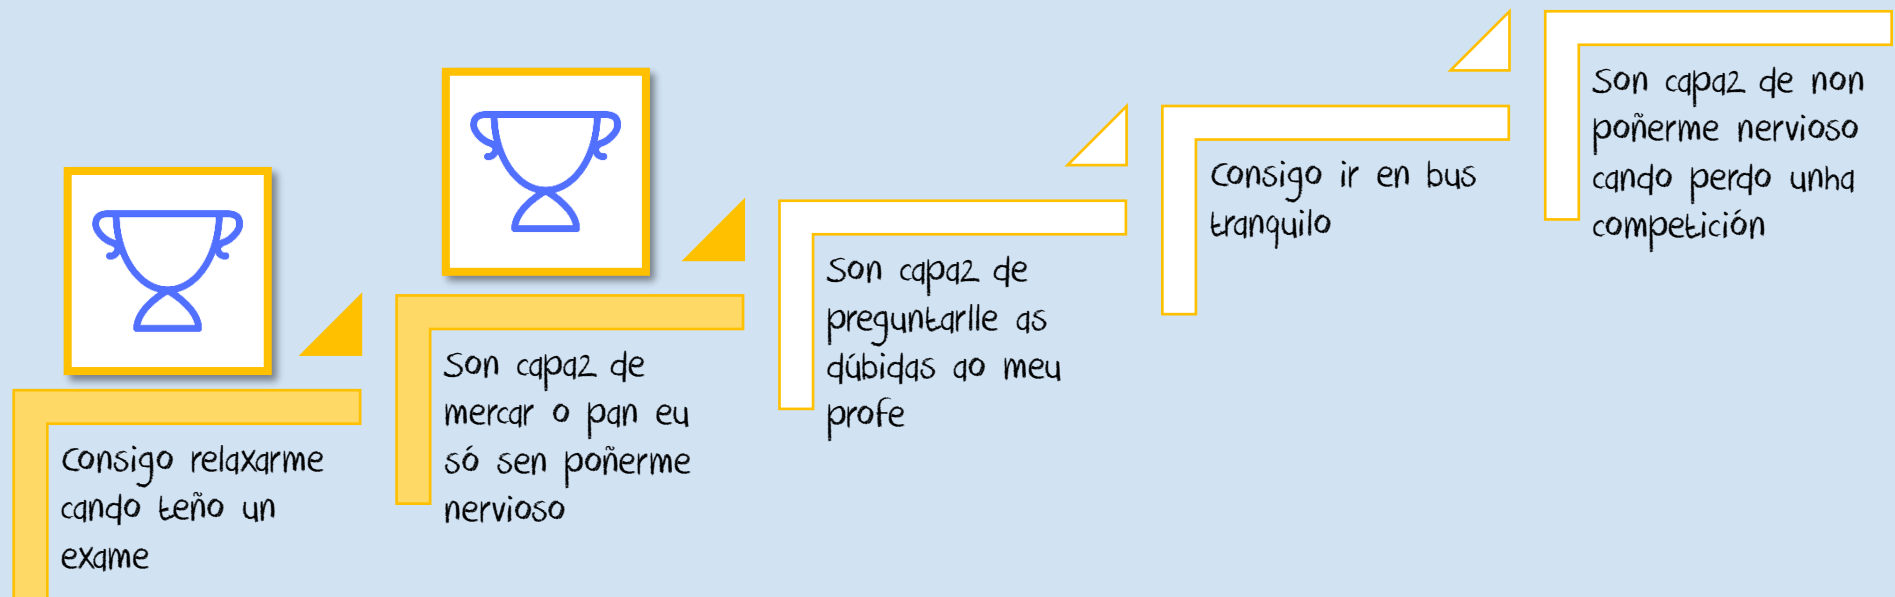 Consigo relaxarme
cando teño un
exame
Son capaz de
mercar o pan eu
só sen poñerme
nervioso
Son capaz de
preguntarlle as
dúbidas ao meu
profe
Consigo ir en bus
tranquilo
Son capaz de non
poñerme nervioso
cando perdo unha
competición